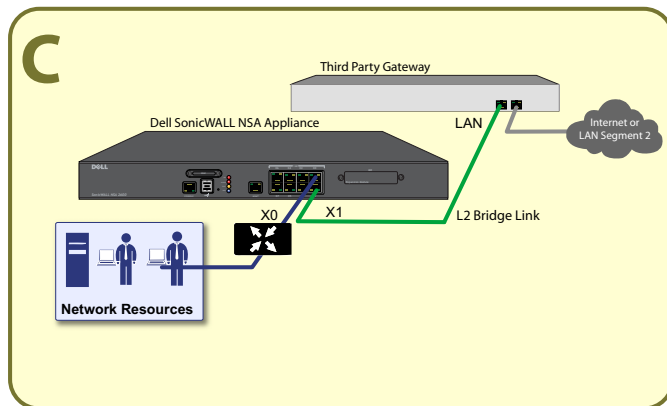 C
Third Party Gateway
Dell SonicWALL NSA Appliance
LAN
Internet or
LAN Segment 2
DELL
X0
X1
L2 Bridge Link
Network Resources